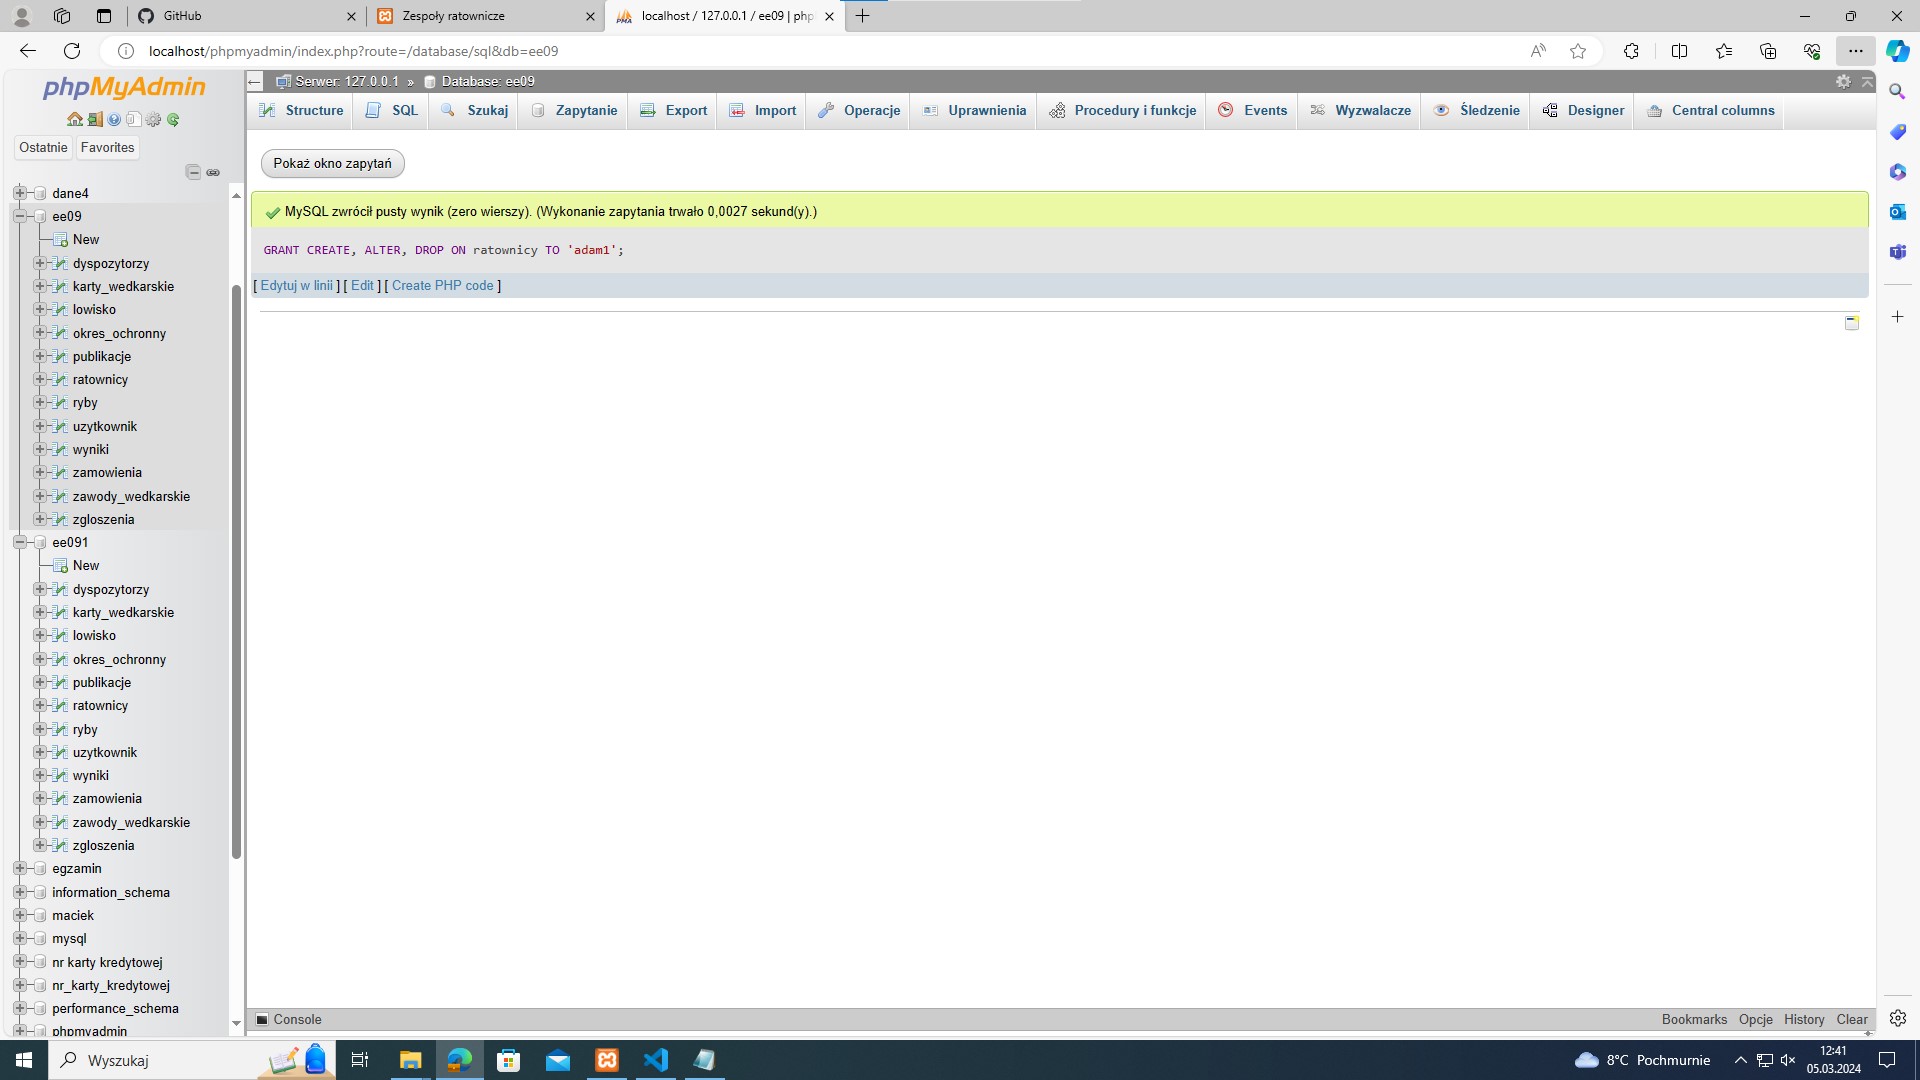 GitHub
Zespoły ratownicze
localhost / 127.0.0.1 / ee09 | php
localhost/phpmyadmin/index.php?route=/database/sql&db=ee09
phpMyAdmin
Ostatnie
Favorites
dane4
ee09
New
dyspozytorzy
karty_wedkarskie
lowisko
okres_ochronny
publikacje
ratownicy
ryby
uzytkownik
wyniki
zamowienia
zawody_wedkarskie
zgloszenia
ee091
New
dyspozytorzy
karty_wedkarskie
lowisko
okres_ochronny
publikacje
ratownicy
ryby
uzytkownik
wyniki
zamowienia
zawody_wedkarskie
zgloszenia
egzamin
information_schema
maciek
mysql
nr karty kredytowej
nr_karty_kredytowej
performance_schema
phpmyadmin
Serwer: 127.0.0.1 » Database: ee09
Structure
SQL
Szukaj
Zapytanie
Export
Import
Operacje
Uprawnienia
Procedury i funkcje
Events
Wyzwalacze
Śledzenie
Designer
Central columns
Pokaż okno zapytań
MySQL zwrócił pusty wynik (zero wierszy). (Wykonanie zapytania trwało 0,0027 sekund(y).)
GRANT CREATE, ALTER, DROP ON ratownicy TO 'adam1';
[ Edytuj w linii ] [ Edit ] [ Create PHP code ]
Console
Bookmarks
Opcje
History
Clear
Wyszukaj
8°C Pochmurnie
12:41
05.03.2024